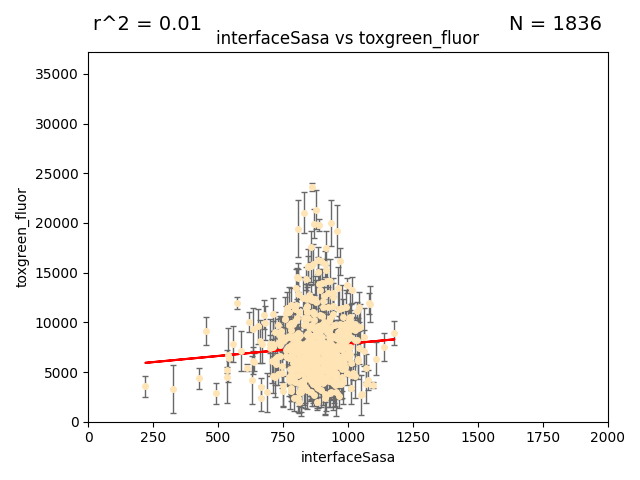 r^2 = 0.01
N = 1836
interfaceSasa vs toxgreen_fluor
toxgreen_fluor
35000
30000
25000
20000
15000
10000
5000
0
0 250 500 750 1000 1250 1500 1750 2000
interfaceSasa